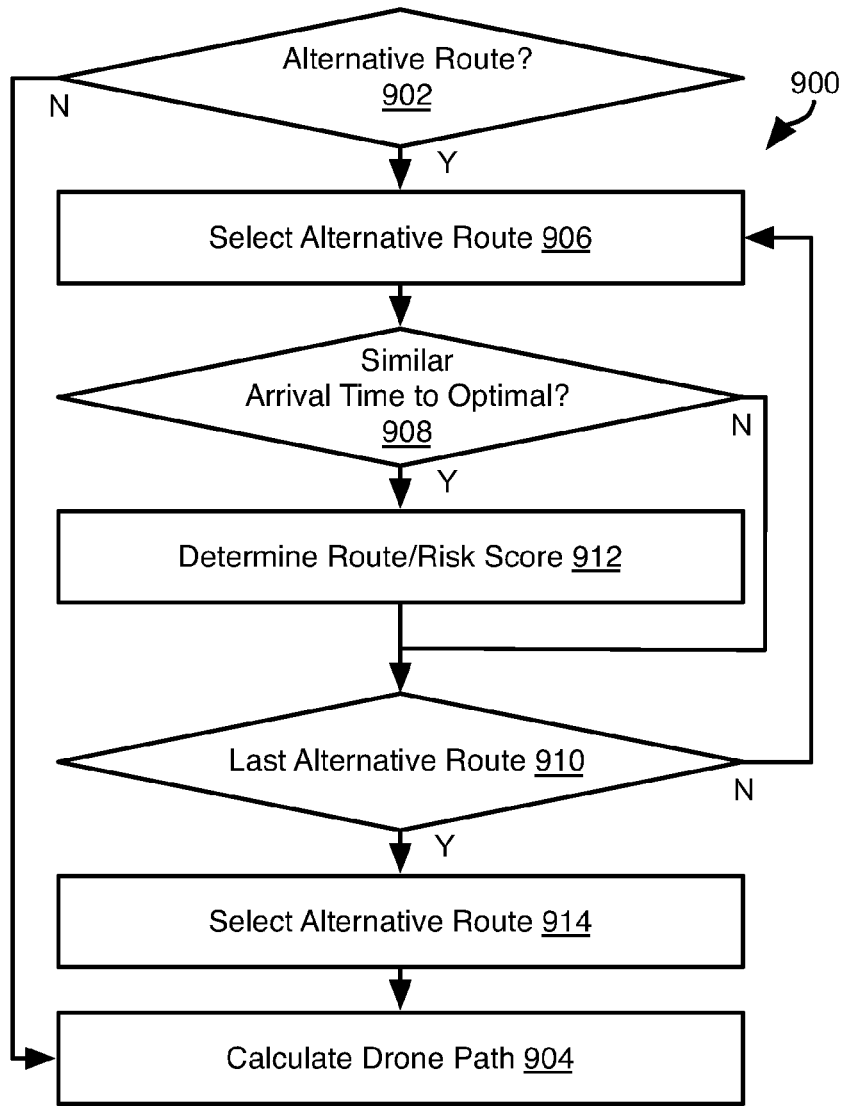 Alternative Route?
902
N
900
Y
Select Alternative Route 906
Similar
Arrival Time to Optimal?
908
N
Y
Determine Route/Risk Score 912
Last Alternative Route 910
N
Y
Select Alternative Route 914
Calculate Drone Path 904